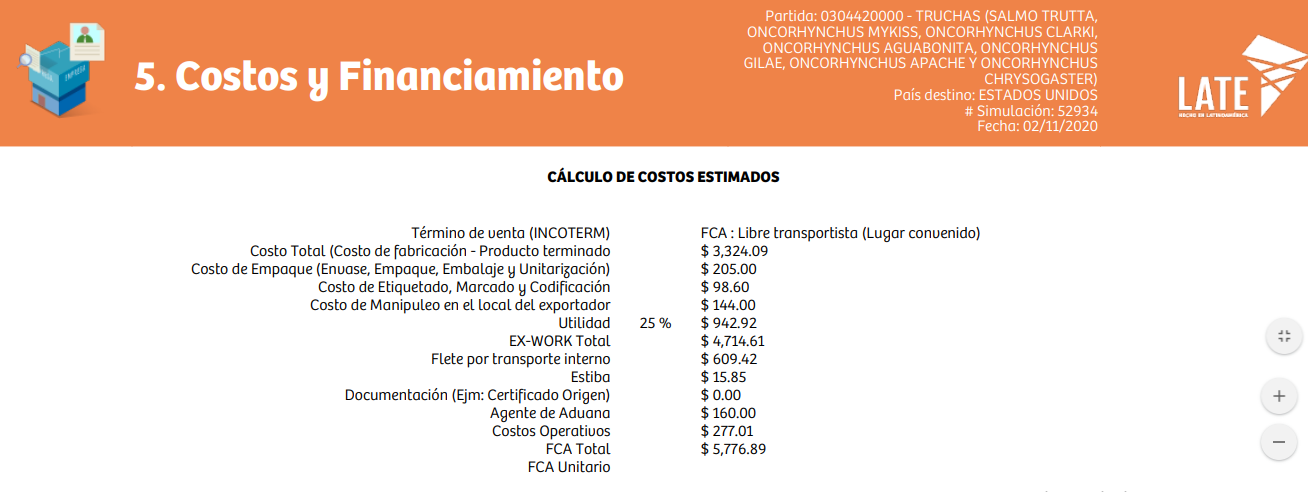 5. Costos y Financiamiento
Partida: 0304420000 - TRUCHAS (SALMO TRUTTA,
ONCORHYNCHUS MYKISS, ONCORHYNCHUS CLARKI,
ONCORHYNCHUS AGUABONITA, ONCORHYNCHUS
GILAE, ONCORHYNCHUS APACHE Y ONCORHYNCHUS
CHRYSOGASTER)
País destino: ESTADOS UNIDOS
# Simulación: 52934
Fecha: 02/11/2020
LATE
HECHO EN LATINOAMÉRICA
CÁLCULO DE COSTOS ESTIMADOS
Término de venta (INCOTERM) FCA : Libre transportista (Lugar convenido)
Costo Total (Costo de fabricación - Producto terminado $ 3,324.09
Costo de Empaque (Envase, Empaque, Embalaje y Unitarización) $ 205.00
Costo de Etiquetado, Marcado y Codificación $ 98.60
Costo de Manipuleo en el local del exportador $ 144.00
Utilidad 25 % $ 942.92
EX-WORK Total $ 4,714.61
Flete por transporte interno $ 609.42
Estiba $ 15.85
Documentación (Ejm: Certificado Origen) $ 0.00
Agente de Aduana $ 160.00
Costos Operativos $ 277.01
FCA Total $ 5,776.89
FCA Unitario